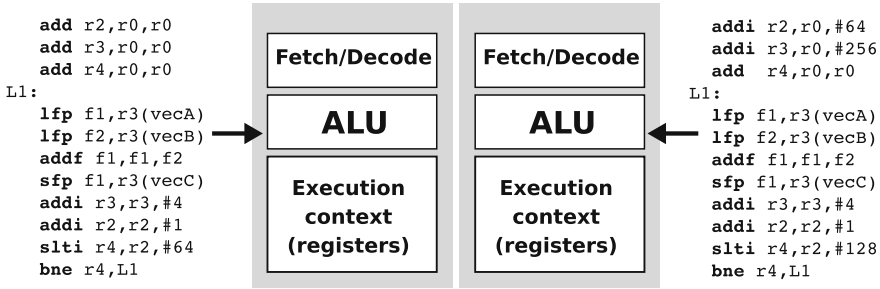 add r2,r0,r0
add r3,r0,r0
add r4,r0,r0
L1:
lfp f1,r3(vecA)
lfp f2,r3(vecB)
addf f1,f1,f2
sfp f1,r3(vecC)
addi r3,r3,#4
addi r2,r2,#1
slti r4,r2,#64
bne r4,L1
Fetch/Decode
ALU
Execution
context
(registers)
Fetch/Decode
ALU
Execution
context
(registers)
addi r2,r0,#64
addi r3,r0,#256
add r4,r0,r0
L1:
lfp f1,r3(vecA)
lfp f2,r3(vecB)
addf f1,f1,f2
sfp f1,r3(vecC)
addi r3,r3,#4
addi r2,r2,#1
slti r4,r2,#128
bne r4,L1